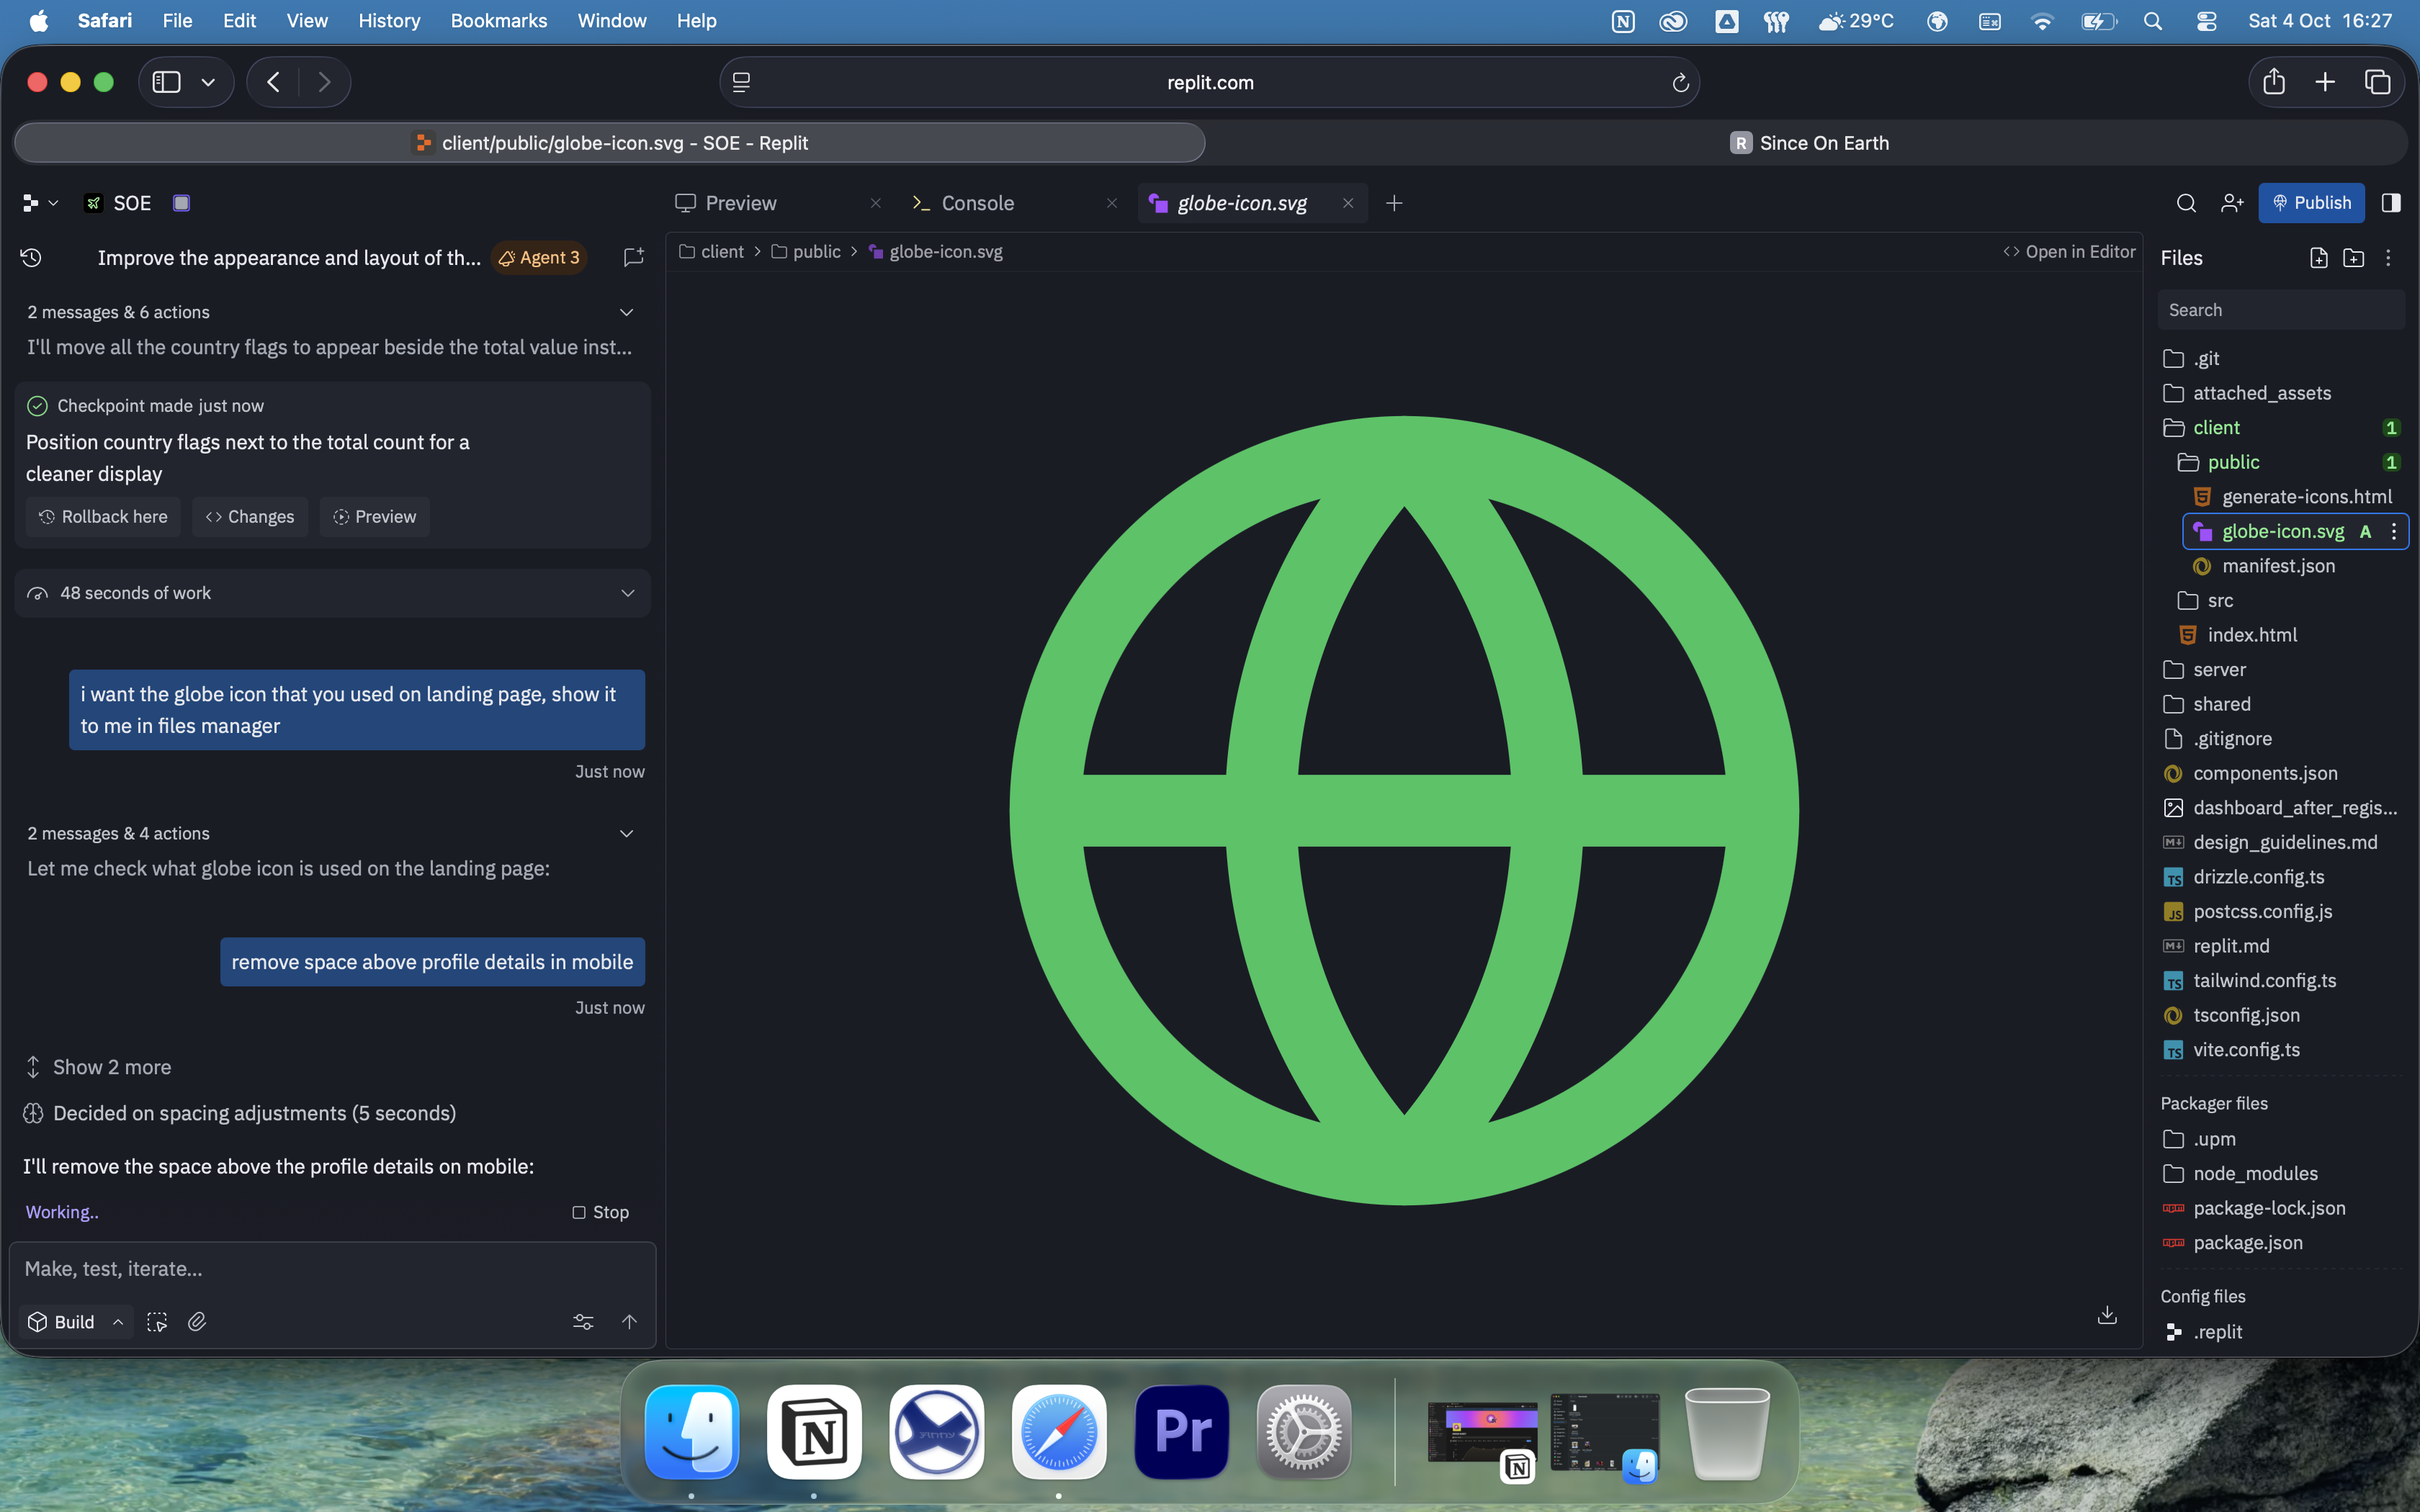 Safari File Edit View History Bookmarks Window Help
29°C
Sat 4 Oct 16:27
replit.com
client/public/globe-icon.svg - SOE - Replit
R Since On Earth
SOE
Preview
Console
globe-icon.svg
Publish
Improve the appearance and layout of th...
Agent 3
2 messages & 6 actions
I'll move all the country flags to appear beside the total value inst...
Checkpoint made just now
Position country flags next to the total count for a
cleaner display
Rollback here
Changes
Preview
48 seconds of work
i want the globe icon that you used on landing page, show it
to me in files manager
Just now
2 messages & 4 actions
Let me check what globe icon is used on the landing page:
remove space above profile details in mobile
Just now
Show 2 more
Decided on spacing adjustments (5 seconds)
I'll remove the space above the profile details on mobile:
Working..
Stop
Make, test, iterate...
Build
client > public > globe-icon.svg
<> Open in Editor
Files
Search
.git
attached_assets
client 1
public 1
generate-icons.html
globe-icon.svg A
manifest.json
src
index.html
server
shared
.gitignore
components.json
dashboard_after_regis...
design_guidelines.md
drizzle.config.ts
postcss.config.js
replit.md
tailwind.config.ts
tsconfig.json
vite.config.ts
Packager files
.upm
node_modules
package-lock.json
package.json
Config files
.replit
Pr